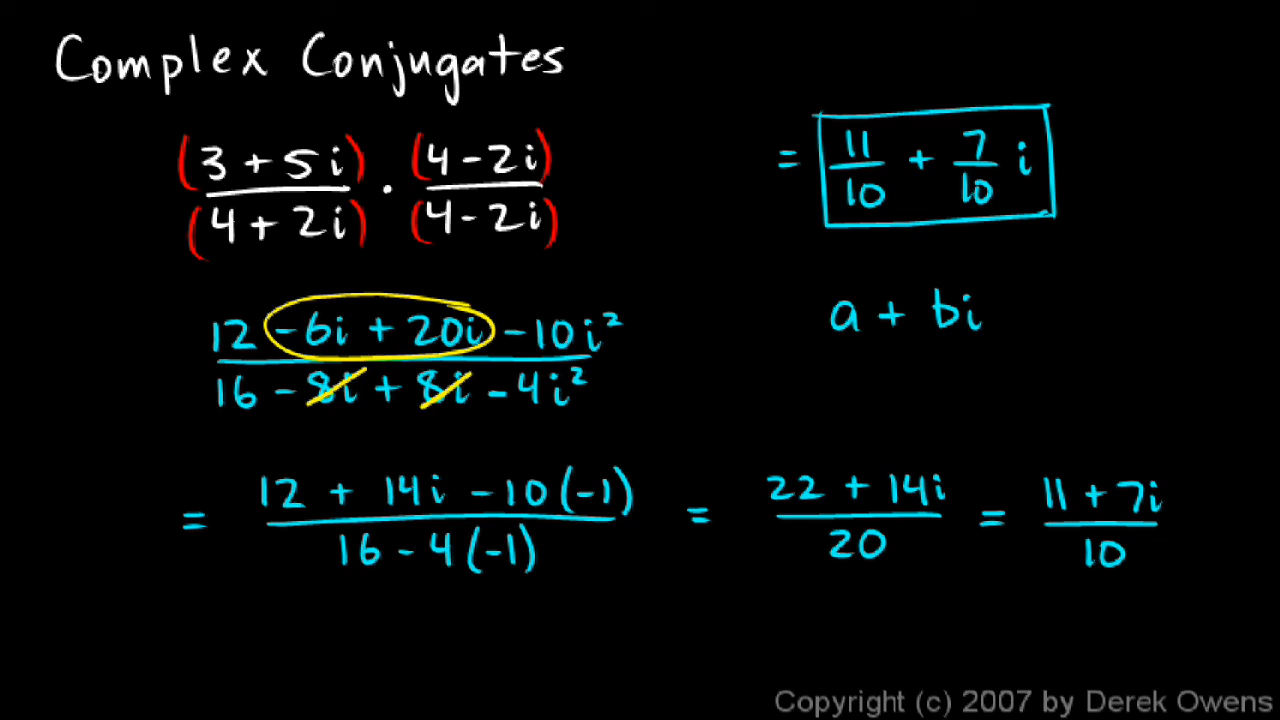 Complex Conjugates
(3 + 5i) / (4 + 2i) · (4 - 2i) / (4 - 2i)
12 - 6i + 20i - 10i² / 16 - 8i + 8i - 4i²
= 12 + 14i - 10(-1) / 16 - 4(-1) = 22 + 14i / 20 = 11 + 7i / 10
= 11/10 + 7/10 i
a + bi
Copyright (c) 2007 by Derek Owens